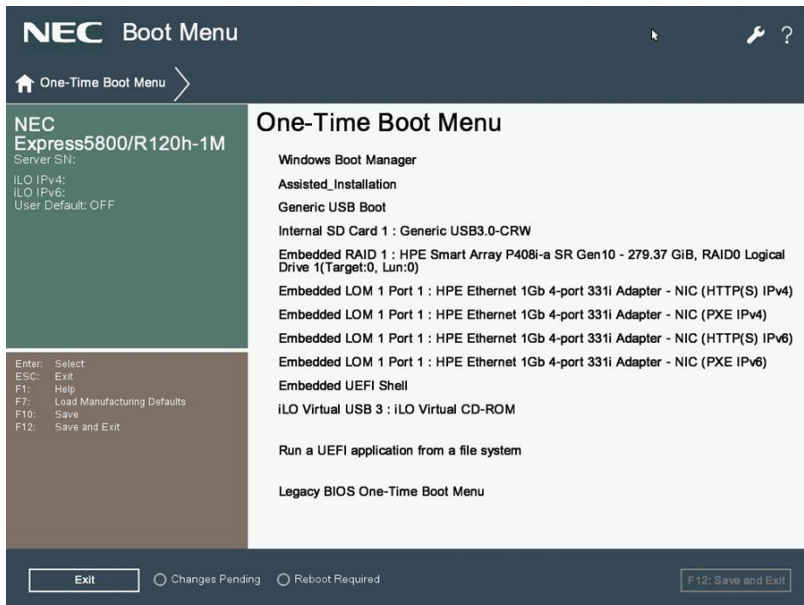 NEC Boot Menu
?
One-Time Boot Menu
NEC
Express5800/R120h-1M
Server SN:
iLO IPv4:
iLO IPv6:
User Default: OFF
Enter: Select
ESC: Exit
F1: Help
F7: Load Manufacturing Defaults
F10: Save
F12: Save and Exit
One-Time Boot Menu
Windows Boot Manager
Assisted_Installation
Generic USB Boot
Internal SD Card 1 : Generic USB3.0-CRW
Embedded RAID 1 : HPE Smart Array P408i-a SR Gen10 - 279.37 GiB, RAID0 Logical
Drive 1(Target:0, Lun:0)
Embedded LOM 1 Port 1 : HPE Ethernet 1Gb 4-port 331i Adapter - NIC (HTTP(S) IPv4)
Embedded LOM 1 Port 1 : HPE Ethernet 1Gb 4-port 331i Adapter - NIC (PXE IPv4)
Embedded LOM 1 Port 1 : HPE Ethernet 1Gb 4-port 331i Adapter - NIC (HTTP(S) IPv6)
Embedded LOM 1 Port 1 : HPE Ethernet 1Gb 4-port 331i Adapter - NIC (PXE IPv6)
Embedded UEFI Shell
iLO Virtual USB 3 : iLO Virtual CD-ROM
Run a UEFI application from a file system
Legacy BIOS One-Time Boot Menu
Exit
Changes Pending
Reboot Required
F12: Save and Exit